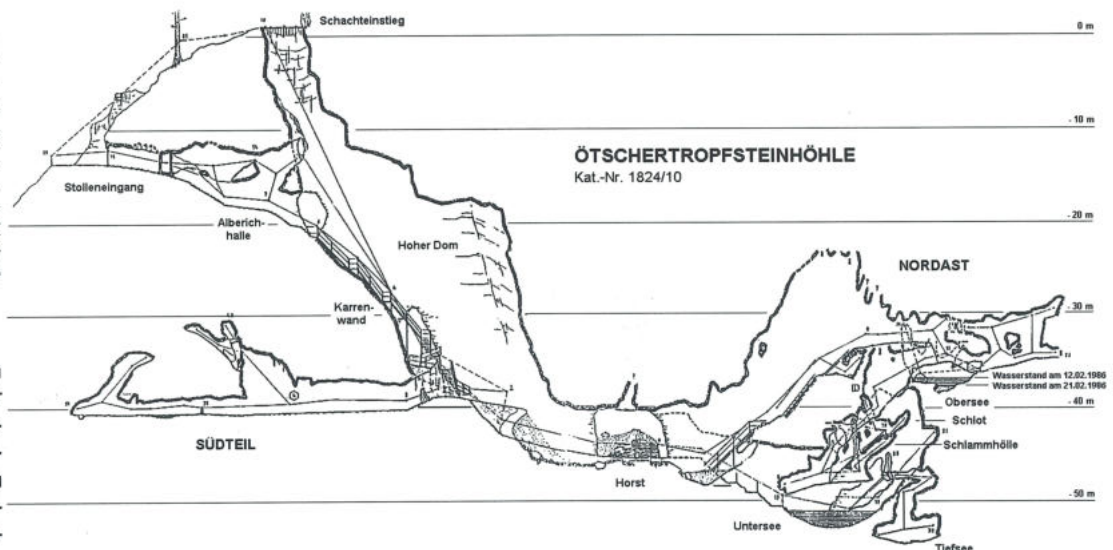 Schachteinstieg
0 m
- 10 m
ÖTSCHERTROPFSTEINHÖHLE
Kat.-Nr. 1824/10
Stolleneingang
- 20 m
Alberich-
halle
Hoher Dom
NORDAST
Karren-
wand
- 30 m
Wasserstand am 12.02.1986
Wasserstand am 21.02.1986
Obersee
- 40 m
Schlot
SÜDTEIL
Schlammhölle
Horst
- 50 m
Untersee
Tiefsee